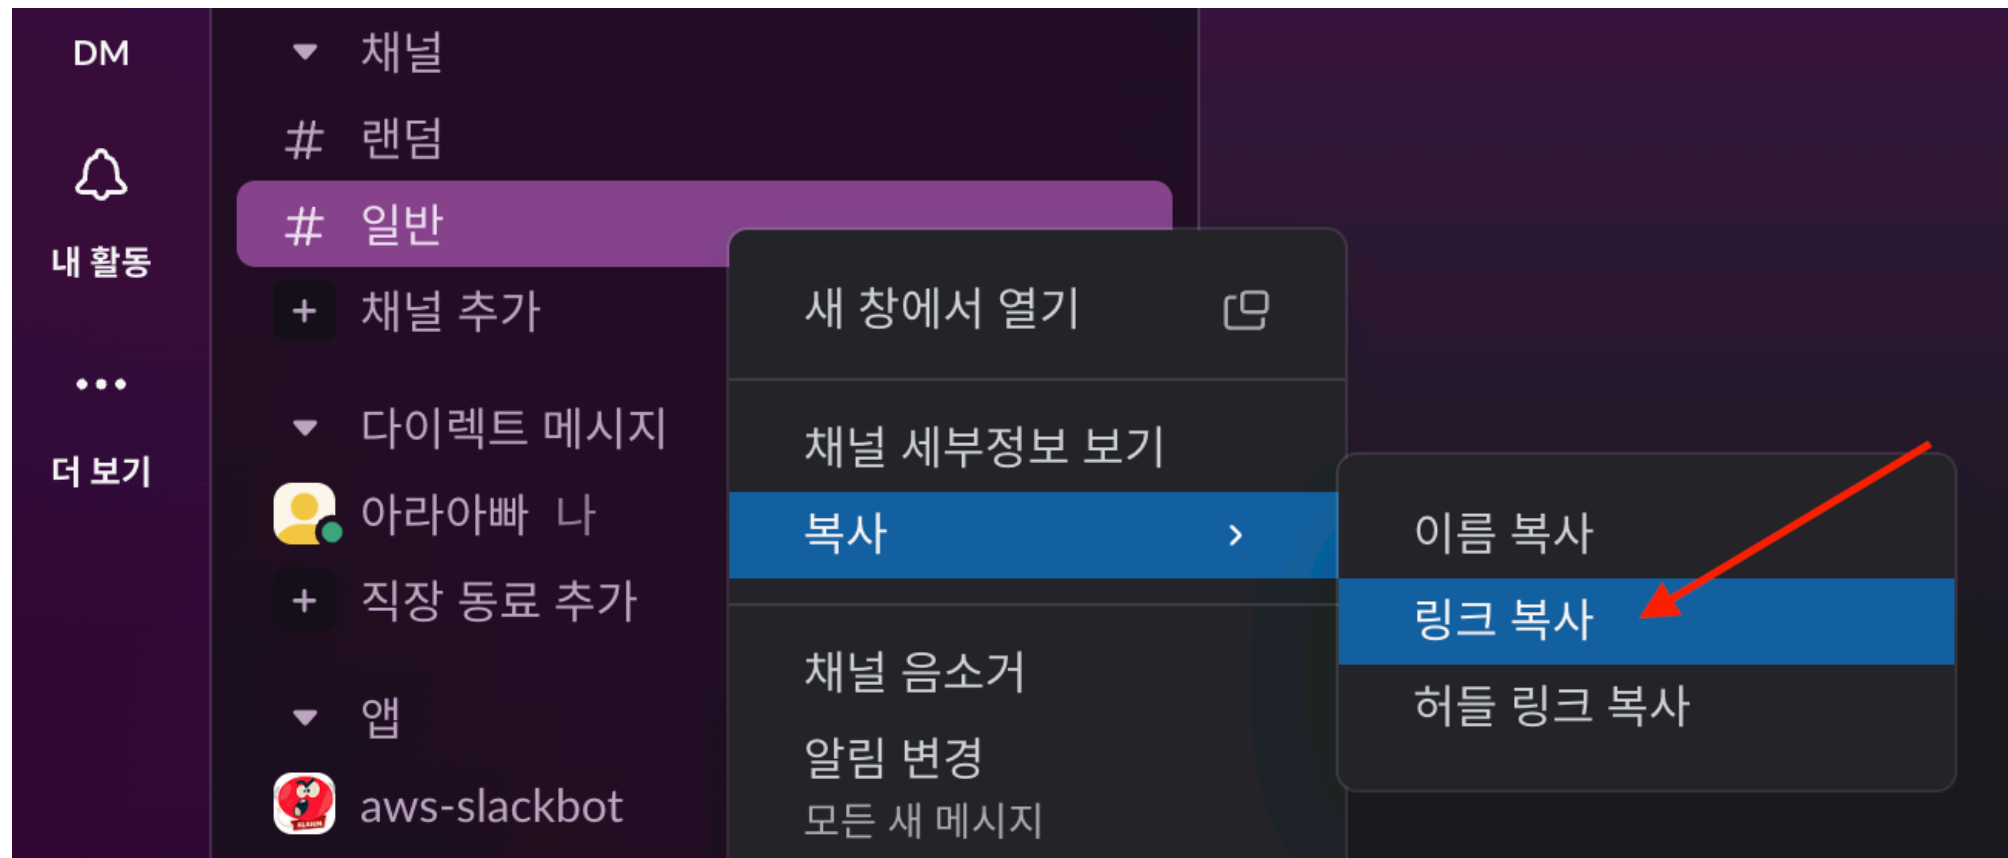 DM
내 활동
더 보기
채널
# 랜덤
# 일반
+ 채널 추가
다이렉트 메시지
아라아빠 나
+ 직장 동료 추가
앱
aws-slackbot
새 창에서 열기
채널 세부정보 보기
복사
채널 음소거
알림 변경
모든 새 메시지
이름 복사
링크 복사
허들 링크 복사